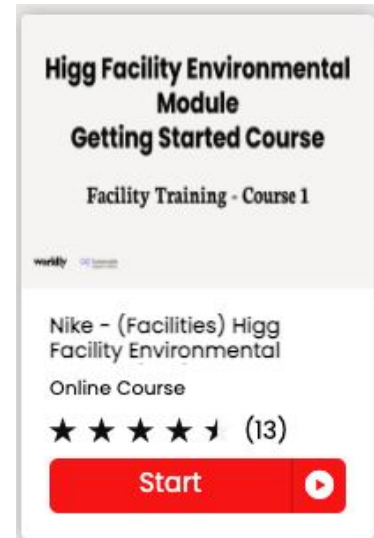 Higg Facility Environmental
Module
Getting Started Course
Facility Training - Course 1
worldly
Nike - (Facilities) Higg
Facility Environmental
Online Course
(13)
Start